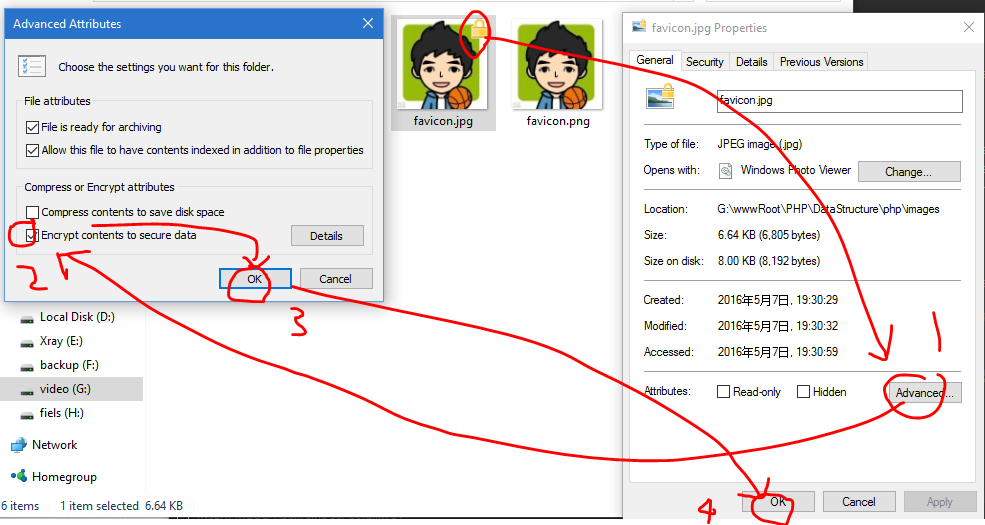 Advanced Attributes
Choose the settings you want for this folder.
File attributes
File is ready for archiving
Allow this file to have contents indexed in addition to file properties
Compress or Encrypt attributes
Compress contents to save disk space
Encrypt contents to secure data
Details
OK
Cancel
2
3
Local Disk (D:)
Xray (E:)
backup (F:)
video (G:)
fiels (H:)
Network
Homegroup
6 items 1 item selected 6.64 KB
favicon.jpg
favicon.png
favicon.jpg Properties
General Security Details Previous Versions
favicon.jpg
Type of file: JPEG image (.jpg)
Opens with: Windows Photo Viewer Change...
Location: G:\wwwRoot\PHP\DataStructure\php\images
Size: 6.64 KB (6,805 bytes)
Size on disk: 8.00 KB (8,192 bytes)
Created: 2016年5月7日, 19:30:29
Modified: 2016年5月7日, 19:30:32
Accessed: 2016年5月7日, 19:30:59
1
Attributes: Read-only Hidden Advanced...
4
OK Cancel Apply